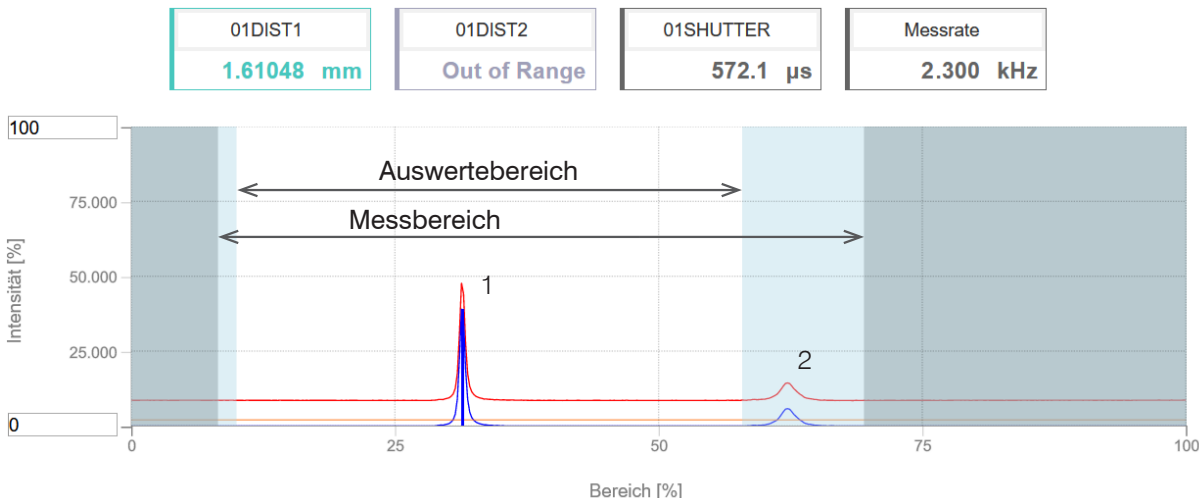 01DIST1
1.61048 mm
01DIST2
Out of Range
01SHUTTER
572.1 µs
Messrate
2.300 kHz
100
75.000
50.000
25.000
0
Intensität [%]
Auswertebereich
Messbereich
1
2
0
25
50
75
100
Bereich [%]